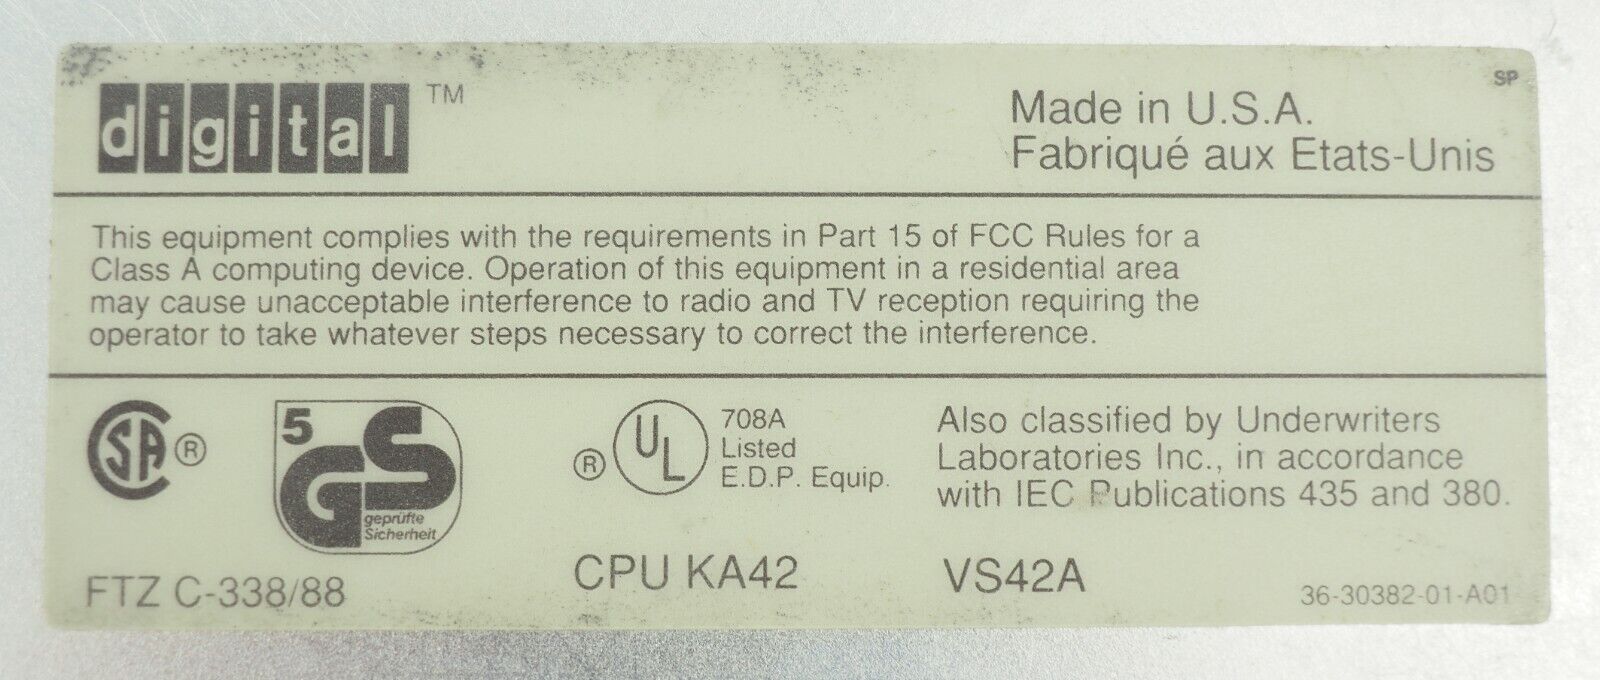 SP
digital™
Made in U.S.A.
Fabriqué aux Etats-Unis
This equipment complies with the requirements in Part 15 of FCC Rules for a
Class A computing device. Operation of this equipment in a residential area
may cause unacceptable interference to radio and TV reception requiring the
operator to take whatever steps necessary to correct the interference.
CSA®
5
GS
geprüfte
Sicherheit
® UL
708A
Listed
E.D.P. Equip.
Also classified by Underwriters
Laboratories Inc., in accordance
with IEC Publications 435 and 380.
FTZ C-338/88
CPU KA42
VS42A
36-30382-01-A01